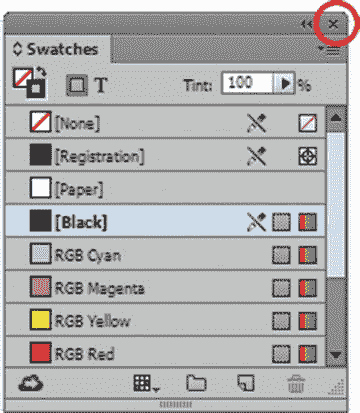 Swatches
T Tint: 100 %
[None]
[Registration]
[Paper]
[Black]
RGB Cyan
RGB Magenta
RGB Yellow
RGB Red